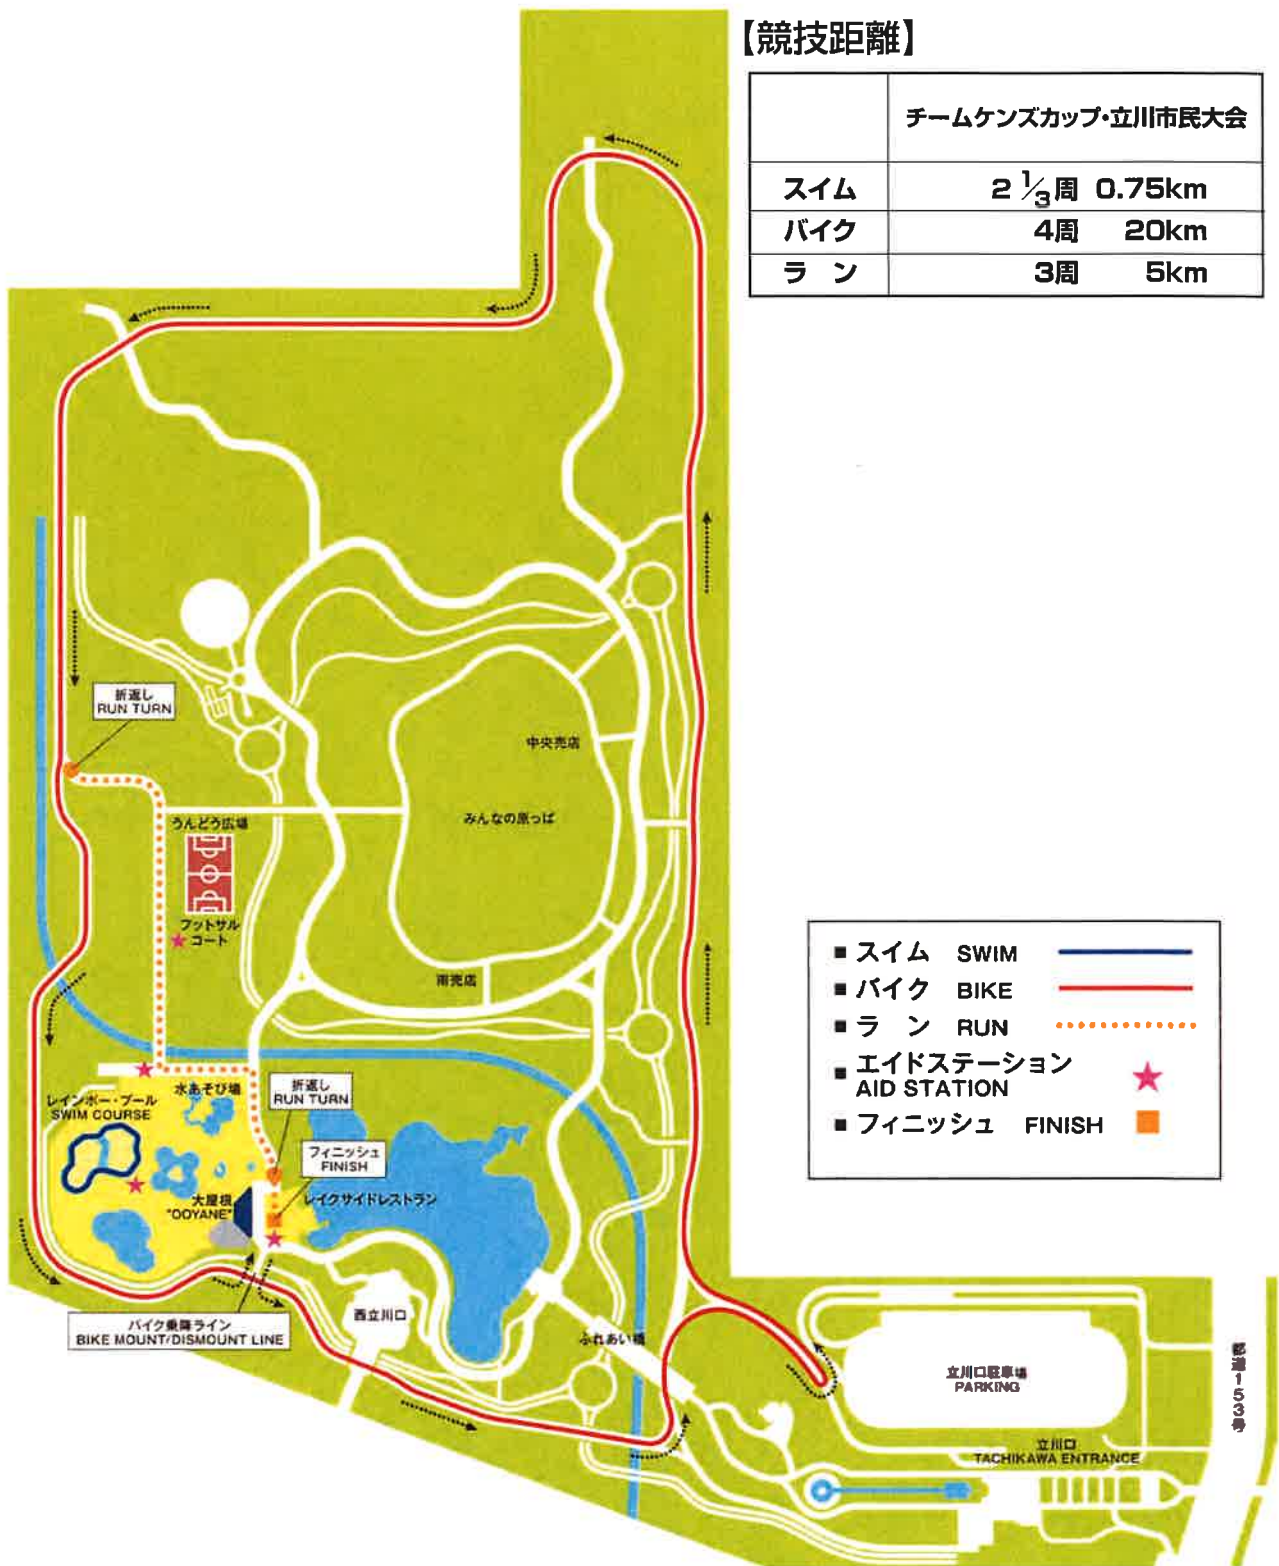 【競技距離】
チームケンズカップ・立川市民大会
スイム 2 1/3周 0.75km
バイク 4周 20km
ラン 3周 5km
折返し
RUN TURN
中央売店
みんなの原っぱ
うんどう広場
フットサル
コート
南売店
■ スイム SWIM
■ バイク BIKE
■ ラン RUN
■ エイドステーション
AID STATION
■ フィニッシュ FINISH
レインボー・プール
SWIM COURSE
水あそび場
折返し
RUN TURN
フィニッシュ
FINISH
大屋根
"OOYANE"
レイクサイドレストラン
バイク乗降ライン
BIKE MOUNT/DISMOUNT LINE
西立川口
ふれあい橋
立川口駐車場
PARKING
都道153号
立川口
TACHIKAWA ENTRANCE